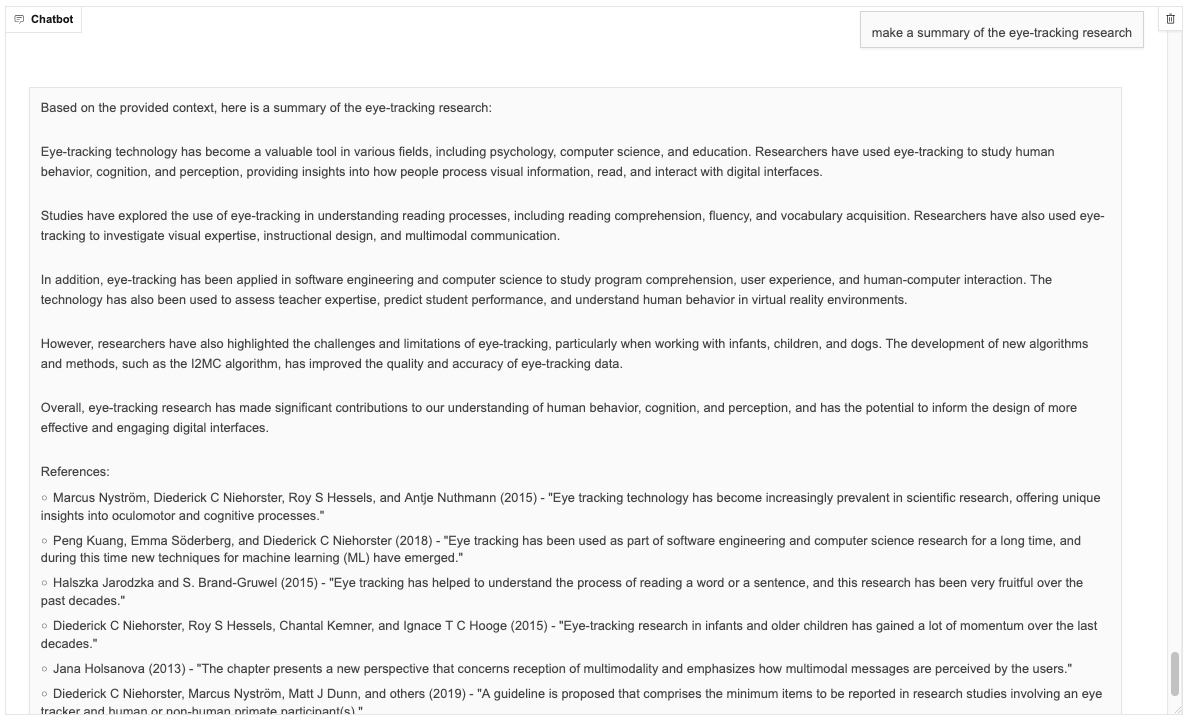 Chatbot
make a summary of the eye-tracking research
Based on the provided context, here is a summary of the eye-tracking research:
Eye-tracking technology has become a valuable tool in various fields, including psychology, computer science, and education. Researchers have used eye-tracking to study human
behavior, cognition, and perception, providing insights into how people process visual information, read, and interact with digital interfaces.
Studies have explored the use of eye-tracking in understanding reading processes, including reading comprehension, fluency, and vocabulary acquisition. Researchers have also used eye-
tracking to investigate visual expertise, instructional design, and multimodal communication.
In addition, eye-tracking has been applied in software engineering and computer science to study program comprehension, user experience, and human-computer interaction. The
technology has also been used to assess teacher expertise, predict student performance, and understand human behavior in virtual reality environments.
However, researchers have also highlighted the challenges and limitations of eye-tracking, particularly when working with infants, children, and dogs. The development of new algorithms
and methods, such as the I2MC algorithm, has improved the quality and accuracy of eye-tracking data.
Overall, eye-tracking research has made significant contributions to our understanding of human behavior, cognition, and perception, and has the potential to inform the design of more
effective and engaging digital interfaces.
References:
○ Marcus Nyström, Diederick C Niehorster, Roy S Hessels, and Antje Nuthmann (2015) - "Eye tracking technology has become increasingly prevalent in scientific research, offering unique
insights into oculomotor and cognitive processes."
○ Peng Kuang, Emma Söderberg, and Diederick C Niehorster (2018) - "Eye tracking has been used as part of software engineering and computer science research for a long time, and
during this time new techniques for machine learning (ML) have emerged."
○ Halszka Jarodzka and S. Brand-Gruwel (2015) - "Eye tracking has helped to understand the process of reading a word or a sentence, and this research has been very fruitful over the
past decades."
○ Diederick C Niehorster, Roy S Hessels, Chantal Kemner, and Ignace T C Hooge (2015) - "Eye-tracking research in infants and older children has gained a lot of momentum over the last
decades."
○ Jana Holsanova (2013) - "The chapter presents a new perspective that concerns reception of multimodality and emphasizes how multimodal messages are perceived by the users."
○ Diederick C Niehorster, Marcus Nyström, Matt J Dunn, and others (2019) - "A guideline is proposed that comprises the minimum items to be reported in research studies involving an eye
tracker and human or non-human primate participant(s)."